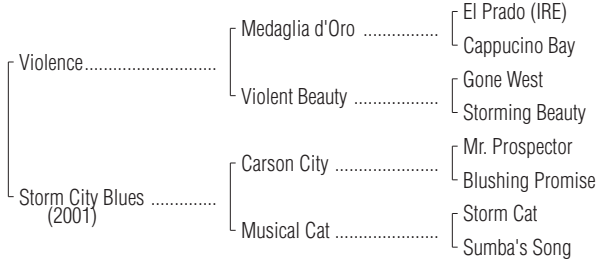 El Prado (IRE)
Medaglia d'Oro ................
Cappucino Bay
Violence............................
Gone West
Violent Beauty ..................
Storming Beauty
Mr. Prospector
Carson City ......................
Blushing Promise
Storm City Blues ..............
(2001)
Storm Cat
Musical Cat ......................
Sumba's Song